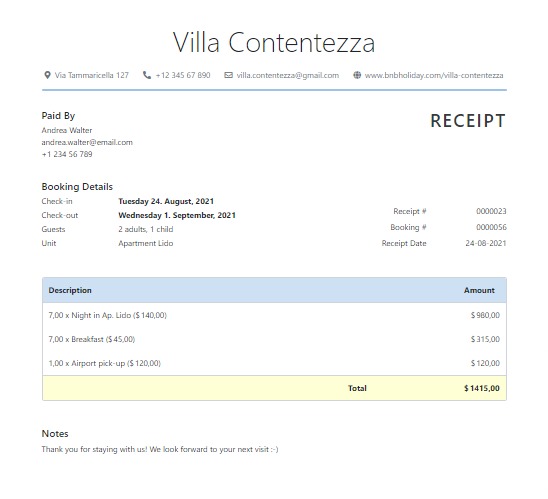 Villa Contentezza
Via Tammaricella 127 +12 345 67 890 villa.contentezza@gmail.com www.bnbholiday.com/villa-contentezza
Paid By
Andrea Walter
andrea.walter@email.com
+1 234 56 789
RECEIPT
Booking Details
Check-in Tuesday 24. August, 2021
Check-out Wednesday 1. September, 2021
Guests 2 adults, 1 child
Unit Apartment Lido
Receipt # 0000023
Booking # 0000056
Receipt Date 24-08-2021
Description Amount
7,00 x Night in Ap. Lido ($ 140,00) $ 980,00
7,00 x Breakfast ($ 45,00) $ 315,00
1,00 x Airport pick-up ($ 120,00) $ 120,00
Total $ 1415,00
Notes
Thank you for staying with us! We look forward to your next visit :-)